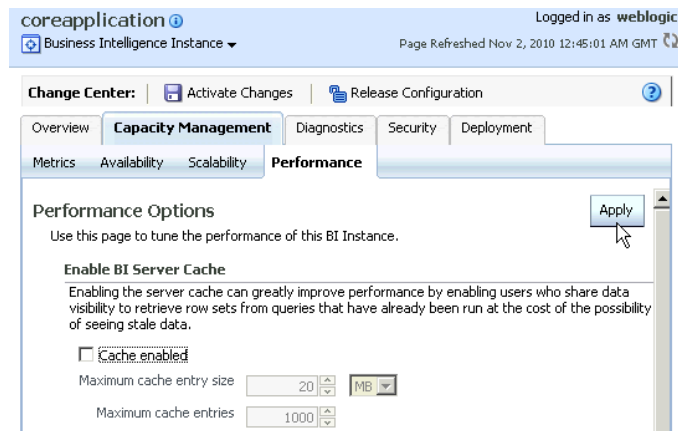 coreapplication
Logged in as weblogic
Business Intelligence Instance
Page Refreshed Nov 2, 2010 12:45:01 AM GMT
Change Center: Activate Changes Release Configuration
Overview Capacity Management Diagnostics Security Deployment
Metrics Availability Scalability Performance
Performance Options
Apply
Use this page to tune the performance of this BI Instance.
Enable BI Server Cache
Enabling the server cache can greatly improve performance by enabling users who share data
visibility to retrieve row sets from queries that have already been run at the cost of the possibility
of seeing stale data.
Cache enabled
Maximum cache entry size 20 MB
Maximum cache entries 1000